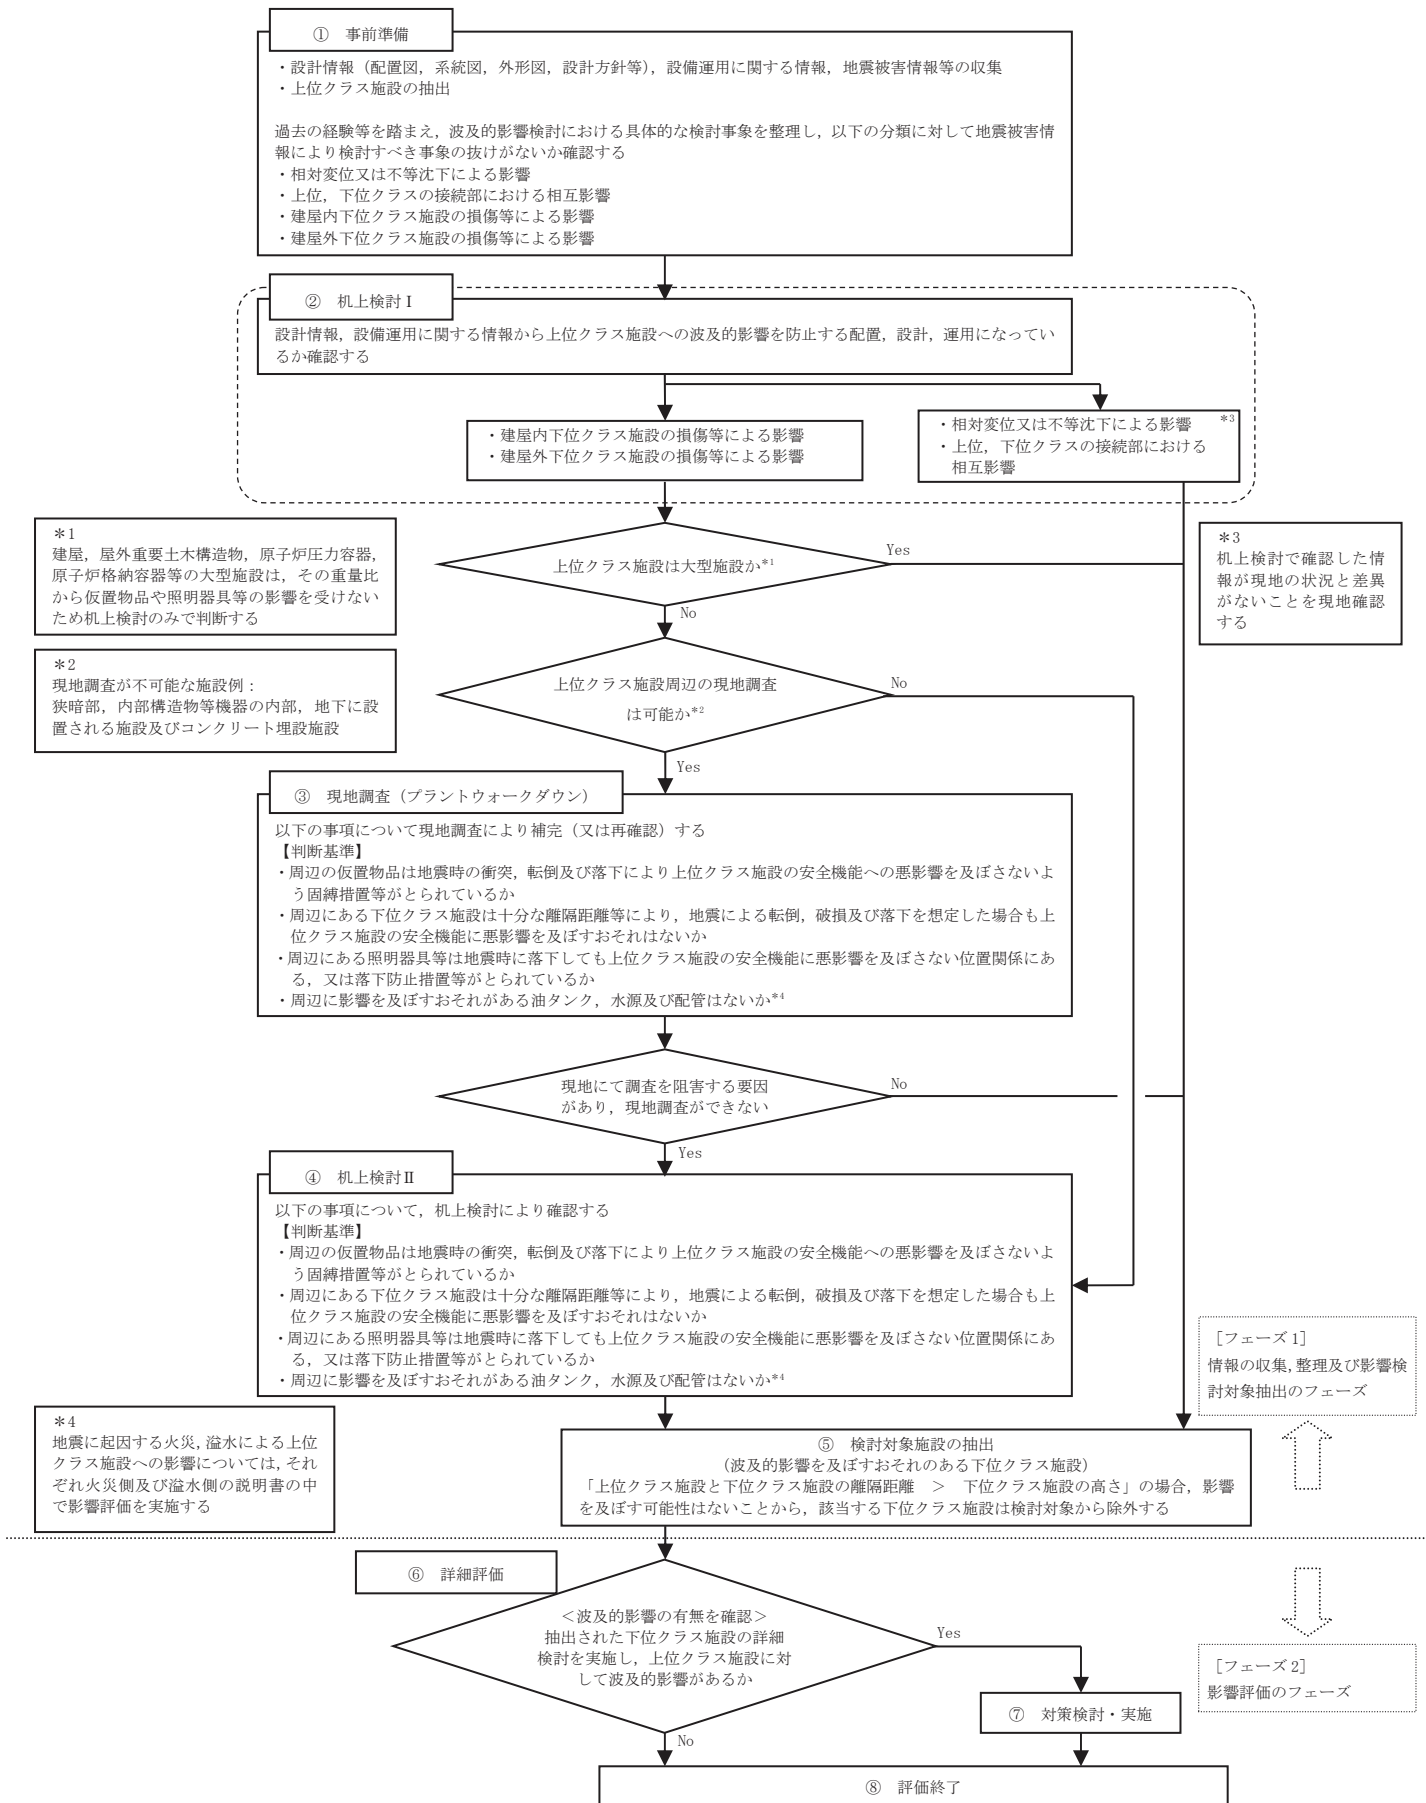 ① 事前準備
・設計情報（配置図，系統図，外形図，設計方針等），設備運用に関する情報，地震被害情報等の収集
・上位クラス施設の抽出
過去の経験等を踏まえ，波及的影響検討における具体的な検討事象を整理し，以下の分類に対して地震被害情
報により検討すべき事象の抜けがないか確認する
・相対変位又は不等沈下による影響
・上位，下位クラスの接続部における相互影響
・建屋内下位クラス施設の損傷等による影響
・建屋外下位クラス施設の損傷等による影響
② 机上検討Ⅰ
設計情報，設備運用に関する情報から上位クラス施設への波及的影響を防止する配置，設計，運用になってい
るか確認する
・建屋内下位クラス施設の損傷等による影響
・建屋外下位クラス施設の損傷等による影響
・相対変位又は不等沈下による影響 *3
・上位，下位クラスの接続部における
相互影響
＊1
建屋，屋外重要土木構造物，原子炉圧力容器，
原子炉格納容器等の大型施設は，その重量比
から仮置物品や照明器具等の影響を受けない
ため机上検討のみで判断する
上位クラス施設は大型施設か*1
Yes
No
＊3
机上検討で確認した情
報が現地の状況と差異
がないことを現地確認
する
＊2
現地調査が不可能な施設例：
狭暗部，内部構造物等機器の内部，地下に設
置される施設及びコンクリート埋設施設
上位クラス施設周辺の現地調査
は可能か*2
No
Yes
③ 現地調査（プラントウォークダウン）
以下の事項について現地調査により補完（又は再確認）する
【判断基準】
・周辺の仮置物品は地震時の衝突，転倒及び落下により上位クラス施設の安全機能への悪影響を及ぼさないよ
う固縛措置等がとられているか
・周辺にある下位クラス施設は十分な離隔距離等により，地震による転倒，破損及び落下を想定した場合も上
位クラス施設の安全機能に悪影響を及ぼすおそれはないか
・周辺にある照明器具等は地震時に落下しても上位クラス施設の安全機能に悪影響を及ぼさない位置関係にあ
る，又は落下防止措置等がとられているか
・周辺に影響を及ぼすおそれがある油タンク，水源及び配管はないか*4
現地にて調査を阻害する要因
があり，現地調査ができない
No
Yes
④ 机上検討Ⅱ
以下の事項について，机上検討により確認する
【判断基準】
・周辺の仮置物品は地震時の衝突，転倒及び落下により上位クラス施設の安全機能への悪影響を及ぼさないよ
う固縛措置等がとられているか
・周辺にある下位クラス施設は十分な離隔距離等により，地震による転倒，破損及び落下を想定した場合も上
位クラス施設の安全機能に悪影響を及ぼすおそれはないか
・周辺にある照明器具等は地震時に落下しても上位クラス施設の安全機能に悪影響を及ぼさない位置関係にあ
る，又は落下防止措置等がとられているか
・周辺に影響を及ぼすおそれがある油タンク，水源及び配管はないか*4
［フェーズ1］
情報の収集，整理及び影響検
討対象抽出のフェーズ
＊4
地震に起因する火災，溢水による上位
クラス施設への影響については，それ
ぞれ火災側及び溢水側の説明書の中
で影響評価を実施する
⑤ 検討対象施設の抽出
（波及的影響を及ぼすおそれのある下位クラス施設）
「上位クラス施設と下位クラス施設の離隔距離 ＞ 下位クラス施設の高さ」の場合，影響
を及ぼす可能性はないことから，該当する下位クラス施設は検討対象から除外する
⑥ 詳細評価
＜波及的影響の有無を確認＞
抽出された下位クラス施設の詳細
検討を実施し，上位クラス施設に対
して波及的影響があるか
Yes
No
［フェーズ2］
影響評価のフェーズ
⑦ 対策検討・実施
⑧ 評価終了